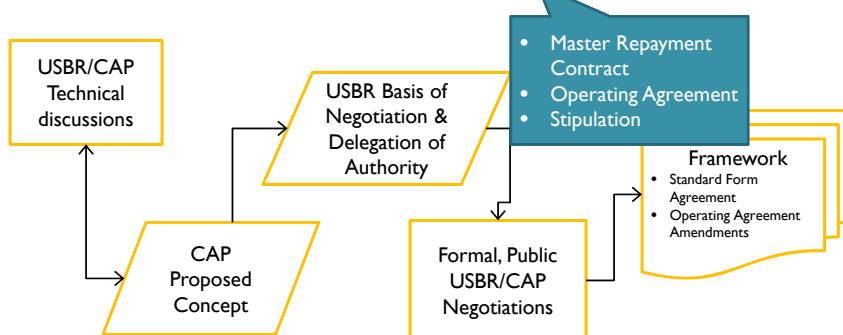 USBR/CAP
Technical
discussions
CAP
Proposed
Concept
USBR Basis of
Negotiation &
Delegation of
Authority
• Master Repayment
Contract
• Operating Agreement
• Stipulation
Formal, Public
USBR/CAP
Negotiations
Framework
• Standard Form
Agreement
• Operating Agreement
Amendments